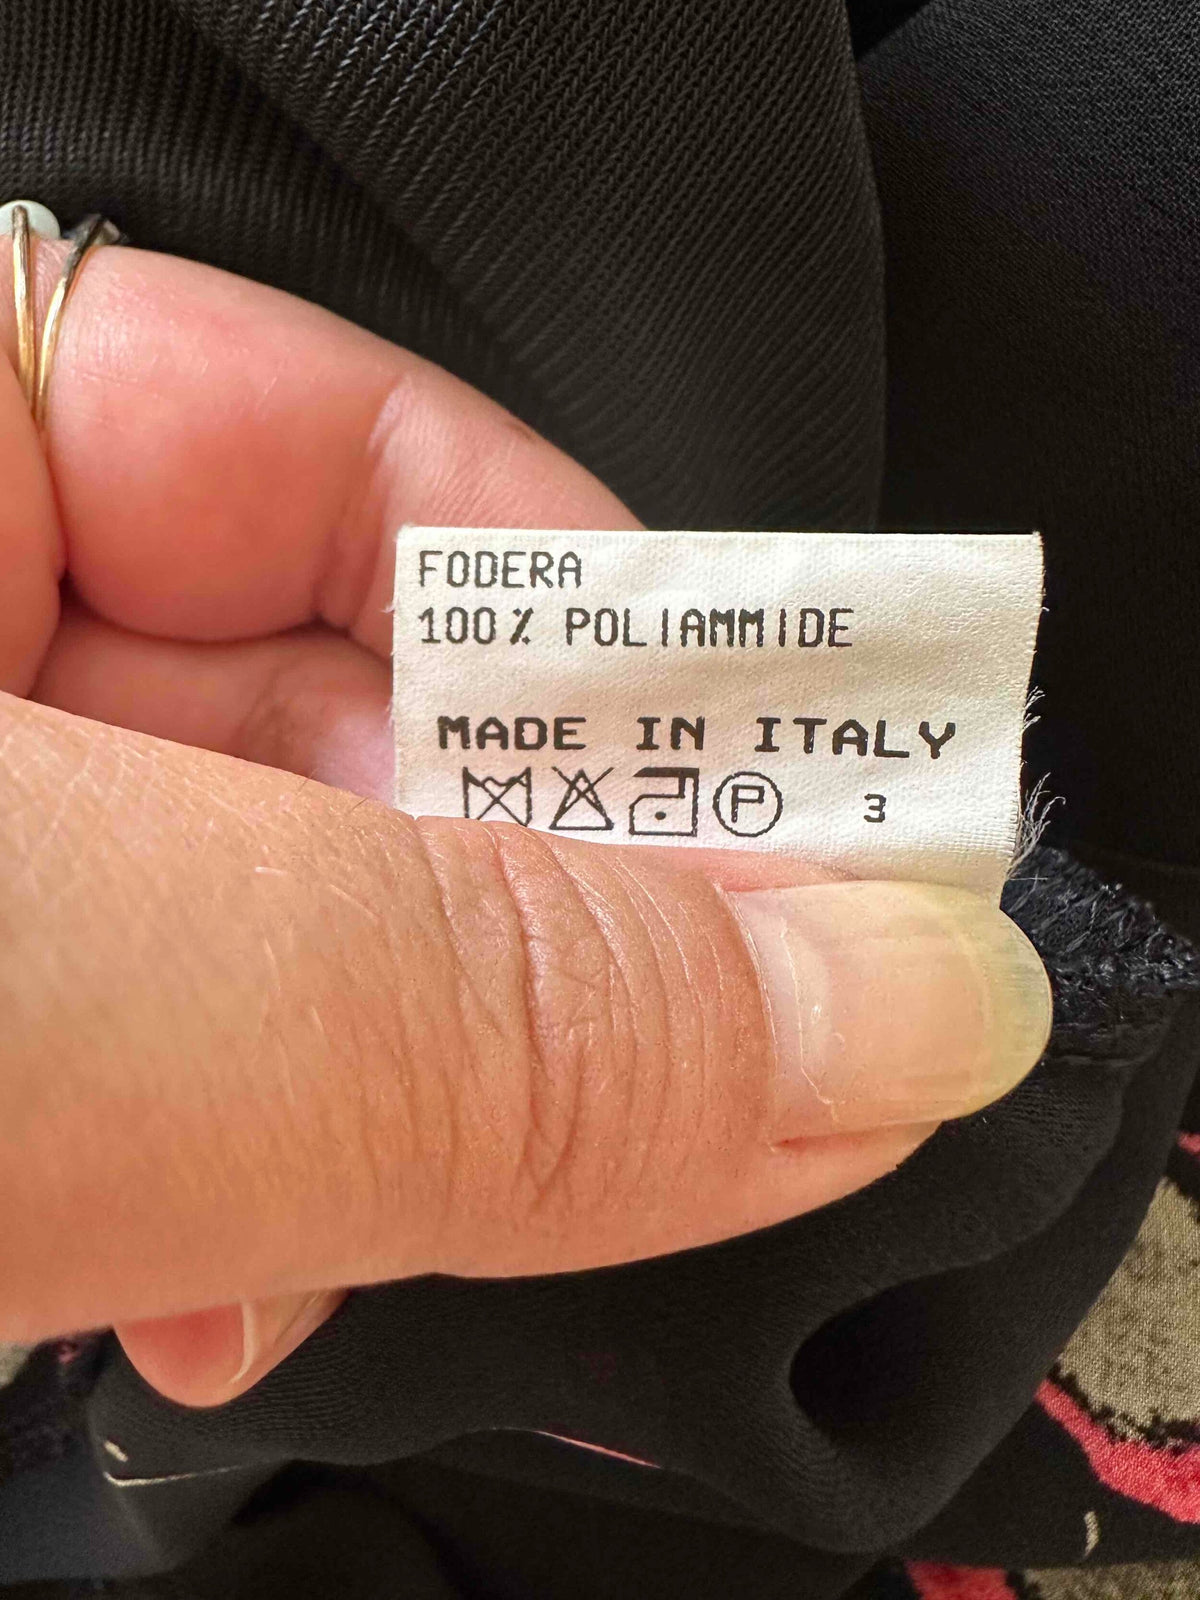 FODERA
100% POLIAMMIDE
MADE IN ITALY
P 3